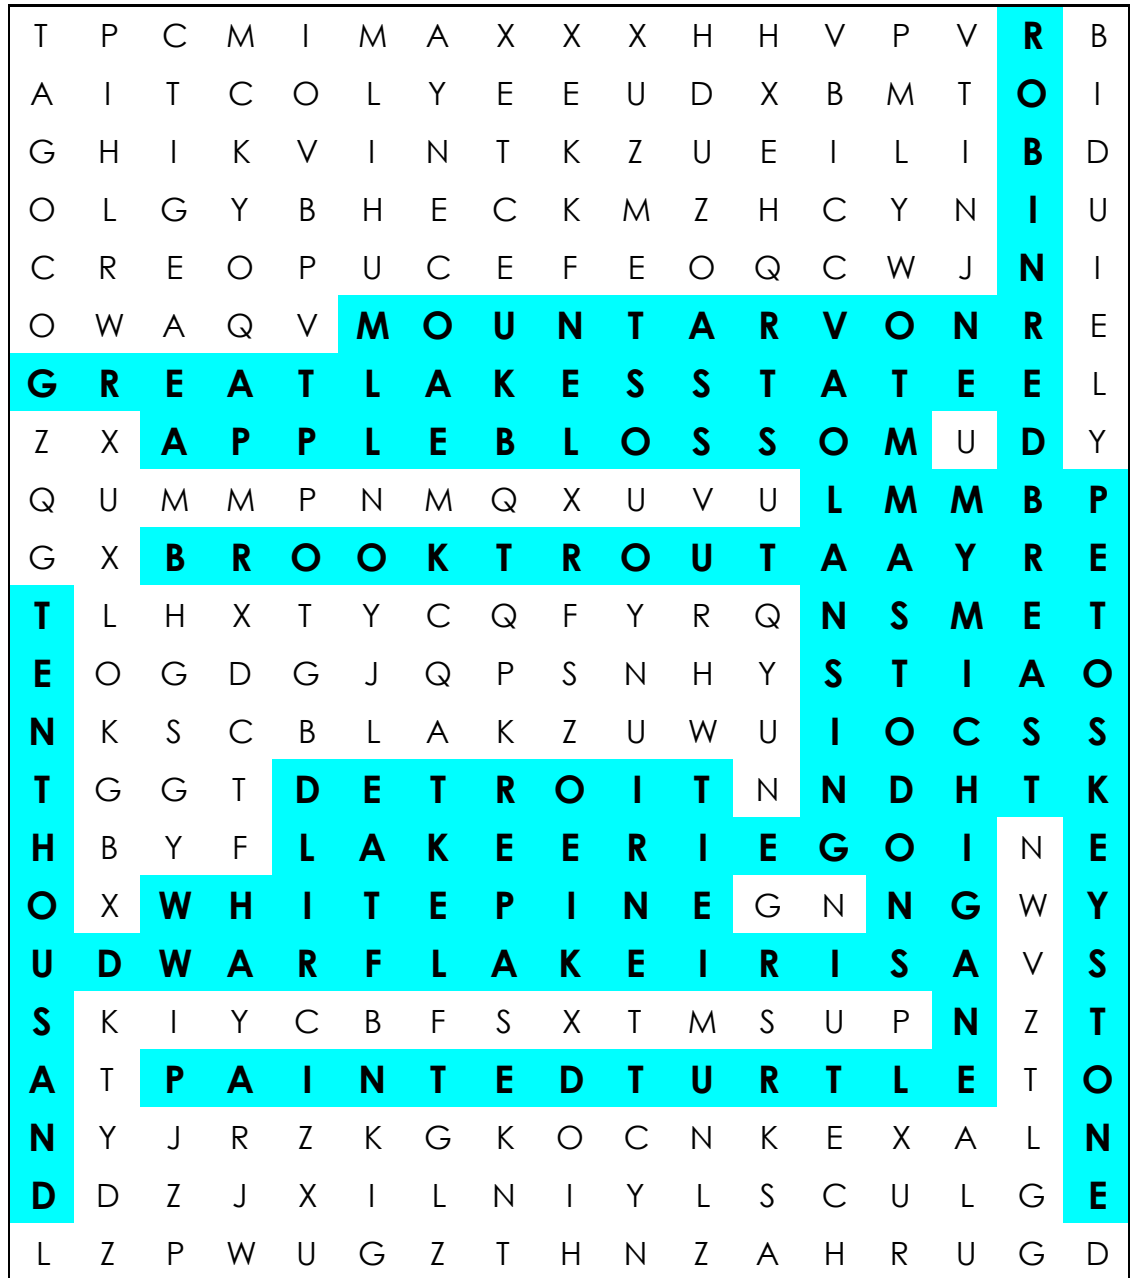 T P C M I M A X X X H H V P V R B
A I T C O L Y E E U D X B M T O I
G H I K V I N T K Z U E I L I B D
O L G Y B H E C K M Z H C Y N I U
C R E O P U C E F E O Q C W J N I
O W A Q V M O U N T A R V O N R E
G R E A T L A K E S S T A T E E L
Z X A P P L E B L O S S O M U D Y
Q U M M P N M Q X U V U L M M B P
G X B R O O K T R O U T A A Y R E
T L H X T Y C Q F Y R Q N S M E T
E O G D G J Q P S N H Y S T I A O
N K S C B L A K Z U W U I O C S S
T G G T D E T R O I T N N D H T K
H B Y F L A K E E R I E G O I N E
O X W H I T E P I N E G N N G W Y
U D W A R F L A K E I R I S A V S
S K I Y C B F S X T M S U P N Z T
A T P A I N T E D T U R T L E T O
N Y J R Z K G K O C N K E X A L N
D D Z J X I L N I Y L S C U L G E
L Z P W U G Z T H N Z A H R U G D